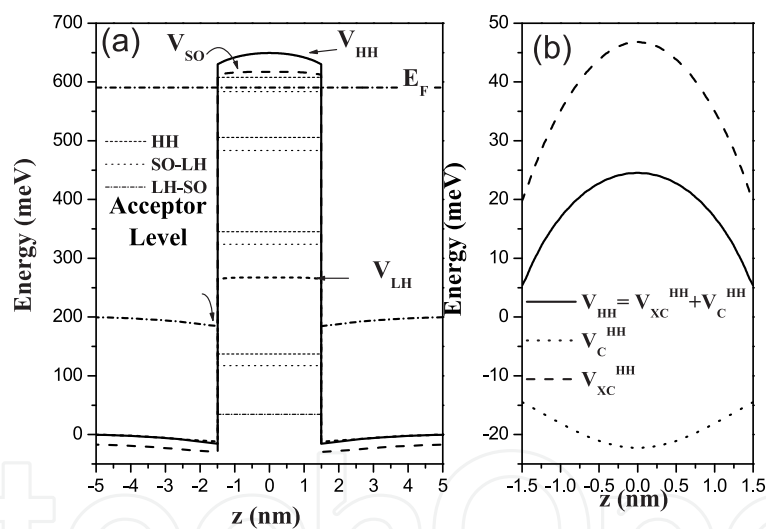 (a)
V_SO
V_HH
E_F
HH
SO-LH
LH-SO
Acceptor
Level
V_LH
Energy (meV)
700
600
500
400
300
200
100
0
-5 -4 -3 -2 -1 0 1 2 3 4 5
z (nm)
(b)
V_HH = V_XC^HH + V_C^HH
V_C^HH
V_XC^HH
Energy (meV)
50
40
30
20
10
0
-10
-20
-1.5 -1.0 -0.5 0.0 0.5 1.0 1.5
z (nm)